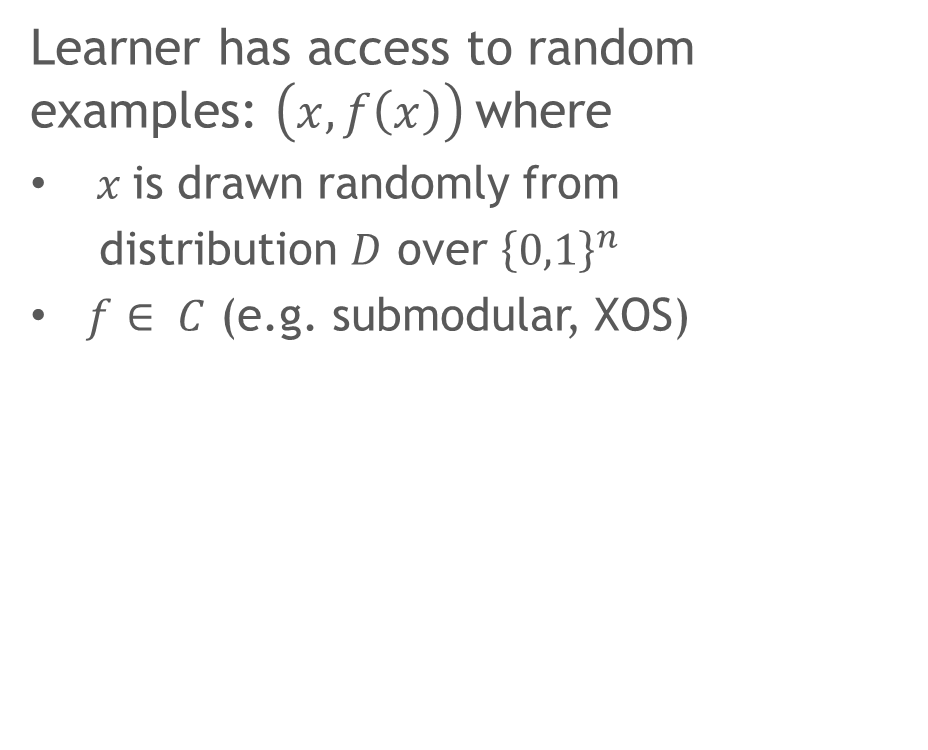 Learner has access to random
examples: (x, f(x)) where
• x is drawn randomly from
distribution D over {0,1}ⁿ
• f ∈ C (e.g. submodular, XOS)